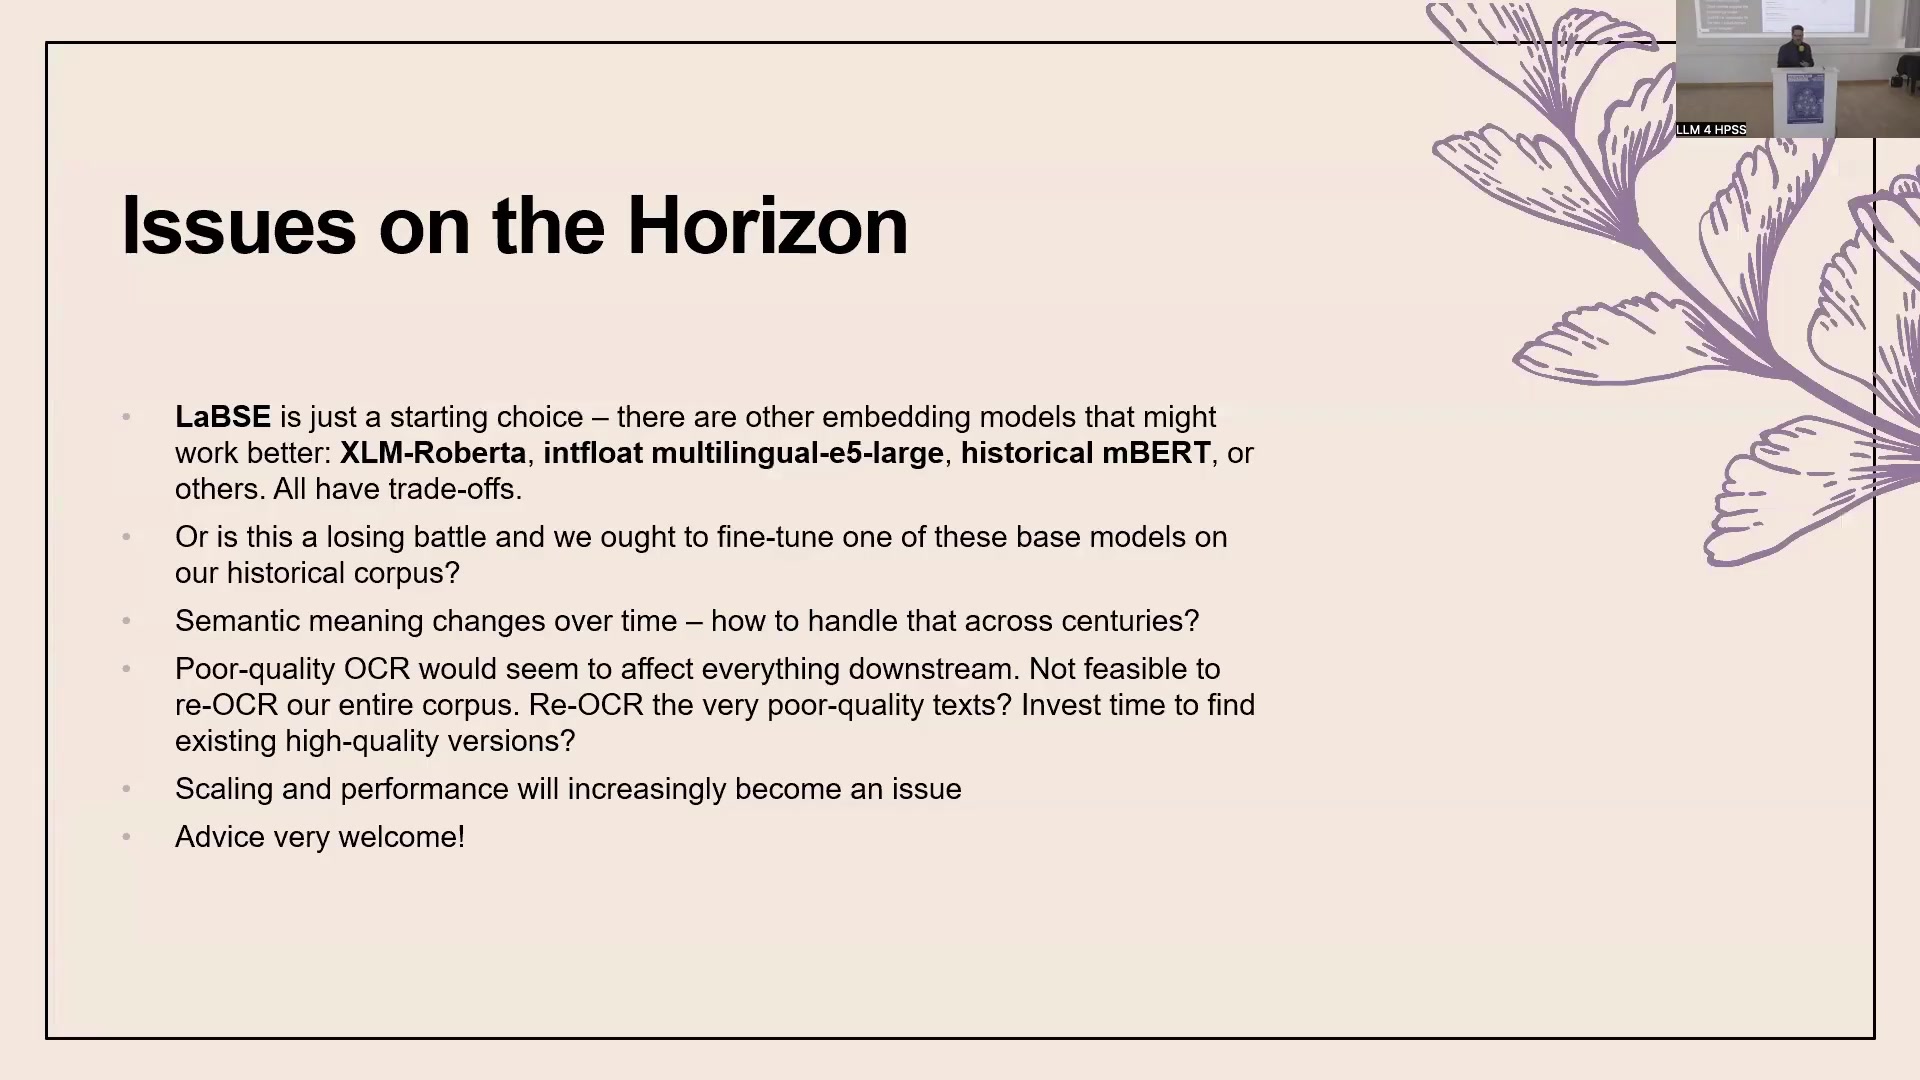 LLM 4 HPSS
Issues on the Horizon
• LaBSE is just a starting choice – there are other embedding models that might
work better: XLM-Roberta, intfloat multilingual-e5-large, historical mBERT, or
others. All have trade-offs.
• Or is this a losing battle and we ought to fine-tune one of these base models on
our historical corpus?
• Semantic meaning changes over time – how to handle that across centuries?
• Poor-quality OCR would seem to affect everything downstream. Not feasible to
re-OCR our entire corpus. Re-OCR the very poor-quality texts? Invest time to find
existing high-quality versions?
• Scaling and performance will increasingly become an issue
• Advice very welcome!